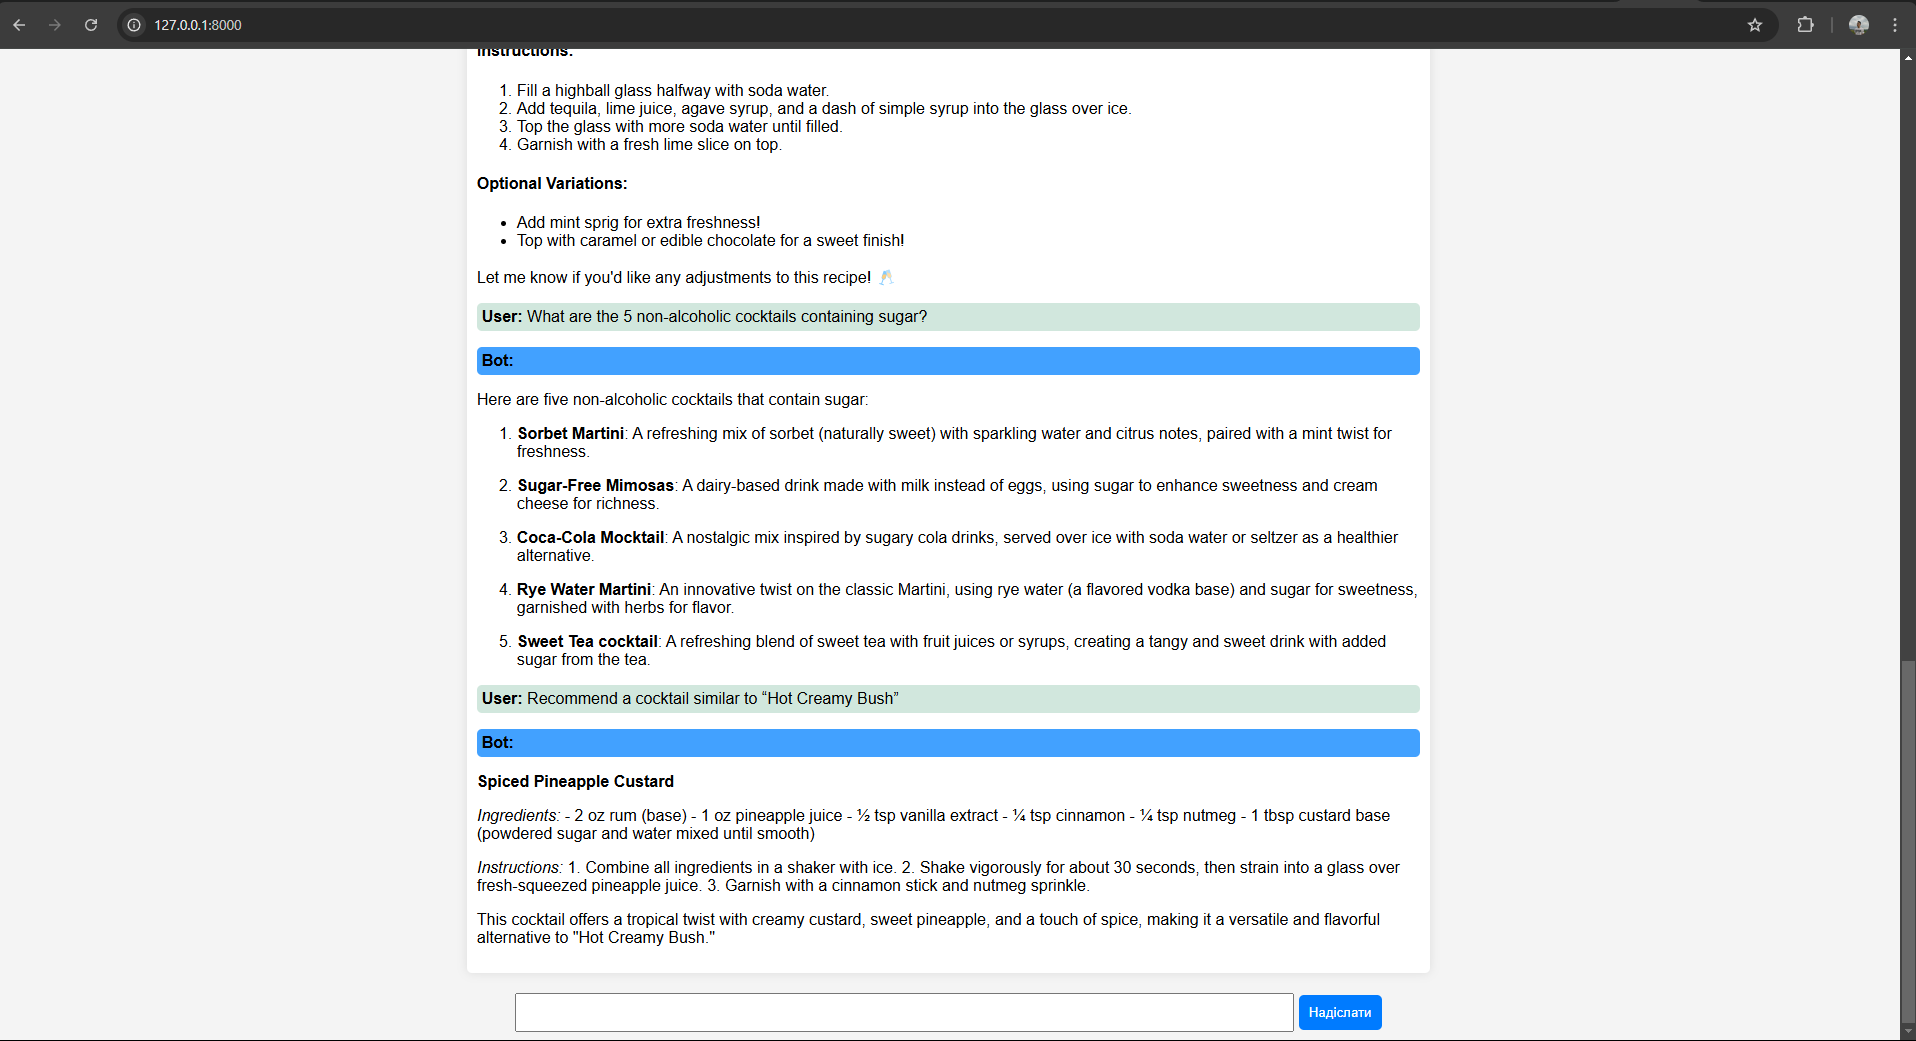 127.0.0.1:8000
Instructions:
1. Fill a highball glass halfway with soda water.
2. Add tequila, lime juice, agave syrup, and a dash of simple syrup into the glass over ice.
3. Top the glass with more soda water until filled.
4. Garnish with a fresh lime slice on top.
Optional Variations:
• Add mint sprig for extra freshness!
• Top with caramel or edible chocolate for a sweet finish!
Let me know if you'd like any adjustments to this recipe! 🥂
User: What are the 5 non-alcoholic cocktails containing sugar?
Bot:
Here are five non-alcoholic cocktails that contain sugar:
1. Sorbet Martini: A refreshing mix of sorbet (naturally sweet) with sparkling water and citrus notes, paired with a mint twist for
freshness.
2. Sugar-Free Mimosas: A dairy-based drink made with milk instead of eggs, using sugar to enhance sweetness and cream
cheese for richness.
3. Coca-Cola Mocktail: A nostalgic mix inspired by sugary cola drinks, served over ice with soda water or seltzer as a healthier
alternative.
4. Rye Water Martini: An innovative twist on the classic Martini, using rye water (a flavored vodka base) and sugar for sweetness,
garnished with herbs for flavor.
5. Sweet Tea cocktail: A refreshing blend of sweet tea with fruit juices or syrups, creating a tangy and sweet drink with added
sugar from the tea.
User: Recommend a cocktail similar to “Hot Creamy Bush”
Bot:
Spiced Pineapple Custard
Ingredients: - 2 oz rum (base) - 1 oz pineapple juice - ½ tsp vanilla extract - ¼ tsp cinnamon - ¼ tsp nutmeg - 1 tbsp custard base
(powdered sugar and water mixed until smooth)
Instructions: 1. Combine all ingredients in a shaker with ice. 2. Shake vigorously for about 30 seconds, then strain into a glass over
fresh-squeezed pineapple juice. 3. Garnish with a cinnamon stick and nutmeg sprinkle.
This cocktail offers a tropical twist with creamy custard, sweet pineapple, and a touch of spice, making it a versatile and flavorful
alternative to "Hot Creamy Bush."
Надіслати